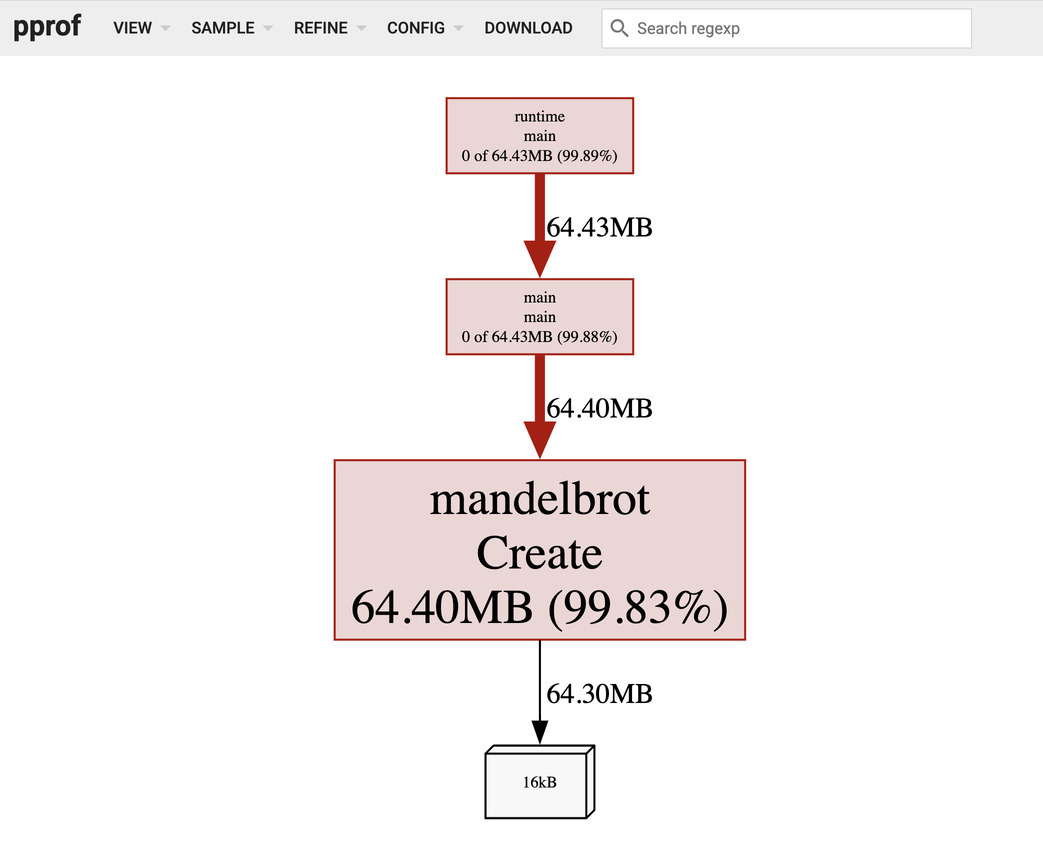 pprof VIEW SAMPLE REFINE CONFIG DOWNLOAD Search regexp
runtime
main
0 of 64.43MB (99.89%)
64.43MB
main
main
0 of 64.43MB (99.88%)
64.40MB
mandelbrot
Create
64.40MB (99.83%)
64.30MB
16kB